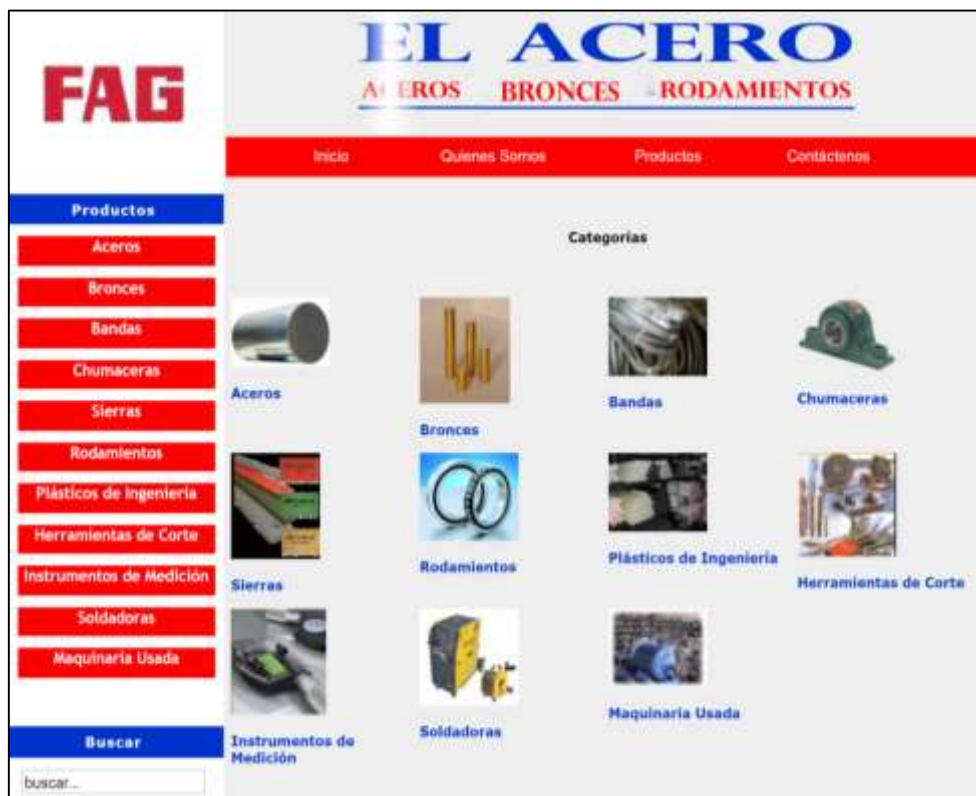 FAG
EL ACERO
ACEROS BRONCES RODAMIENTOS
Inicio Quienes Somos Productos Contáctenos
Productos
Aceros
Bronces
Bandas
Chumaceras
Sierras
Rodamientos
Plásticos de Ingeniería
Herramientas de Corte
Instrumentos de Medición
Soldadoras
Maquinaria Usada
Buscar
buscar...
Categorías
Aceros
Bronces
Bandas
Chumaceras
Sierras
Rodamientos
Plásticos de Ingeniería
Herramientas de Corte
Instrumentos de
Medición
Soldadoras
Maquinaria Usada